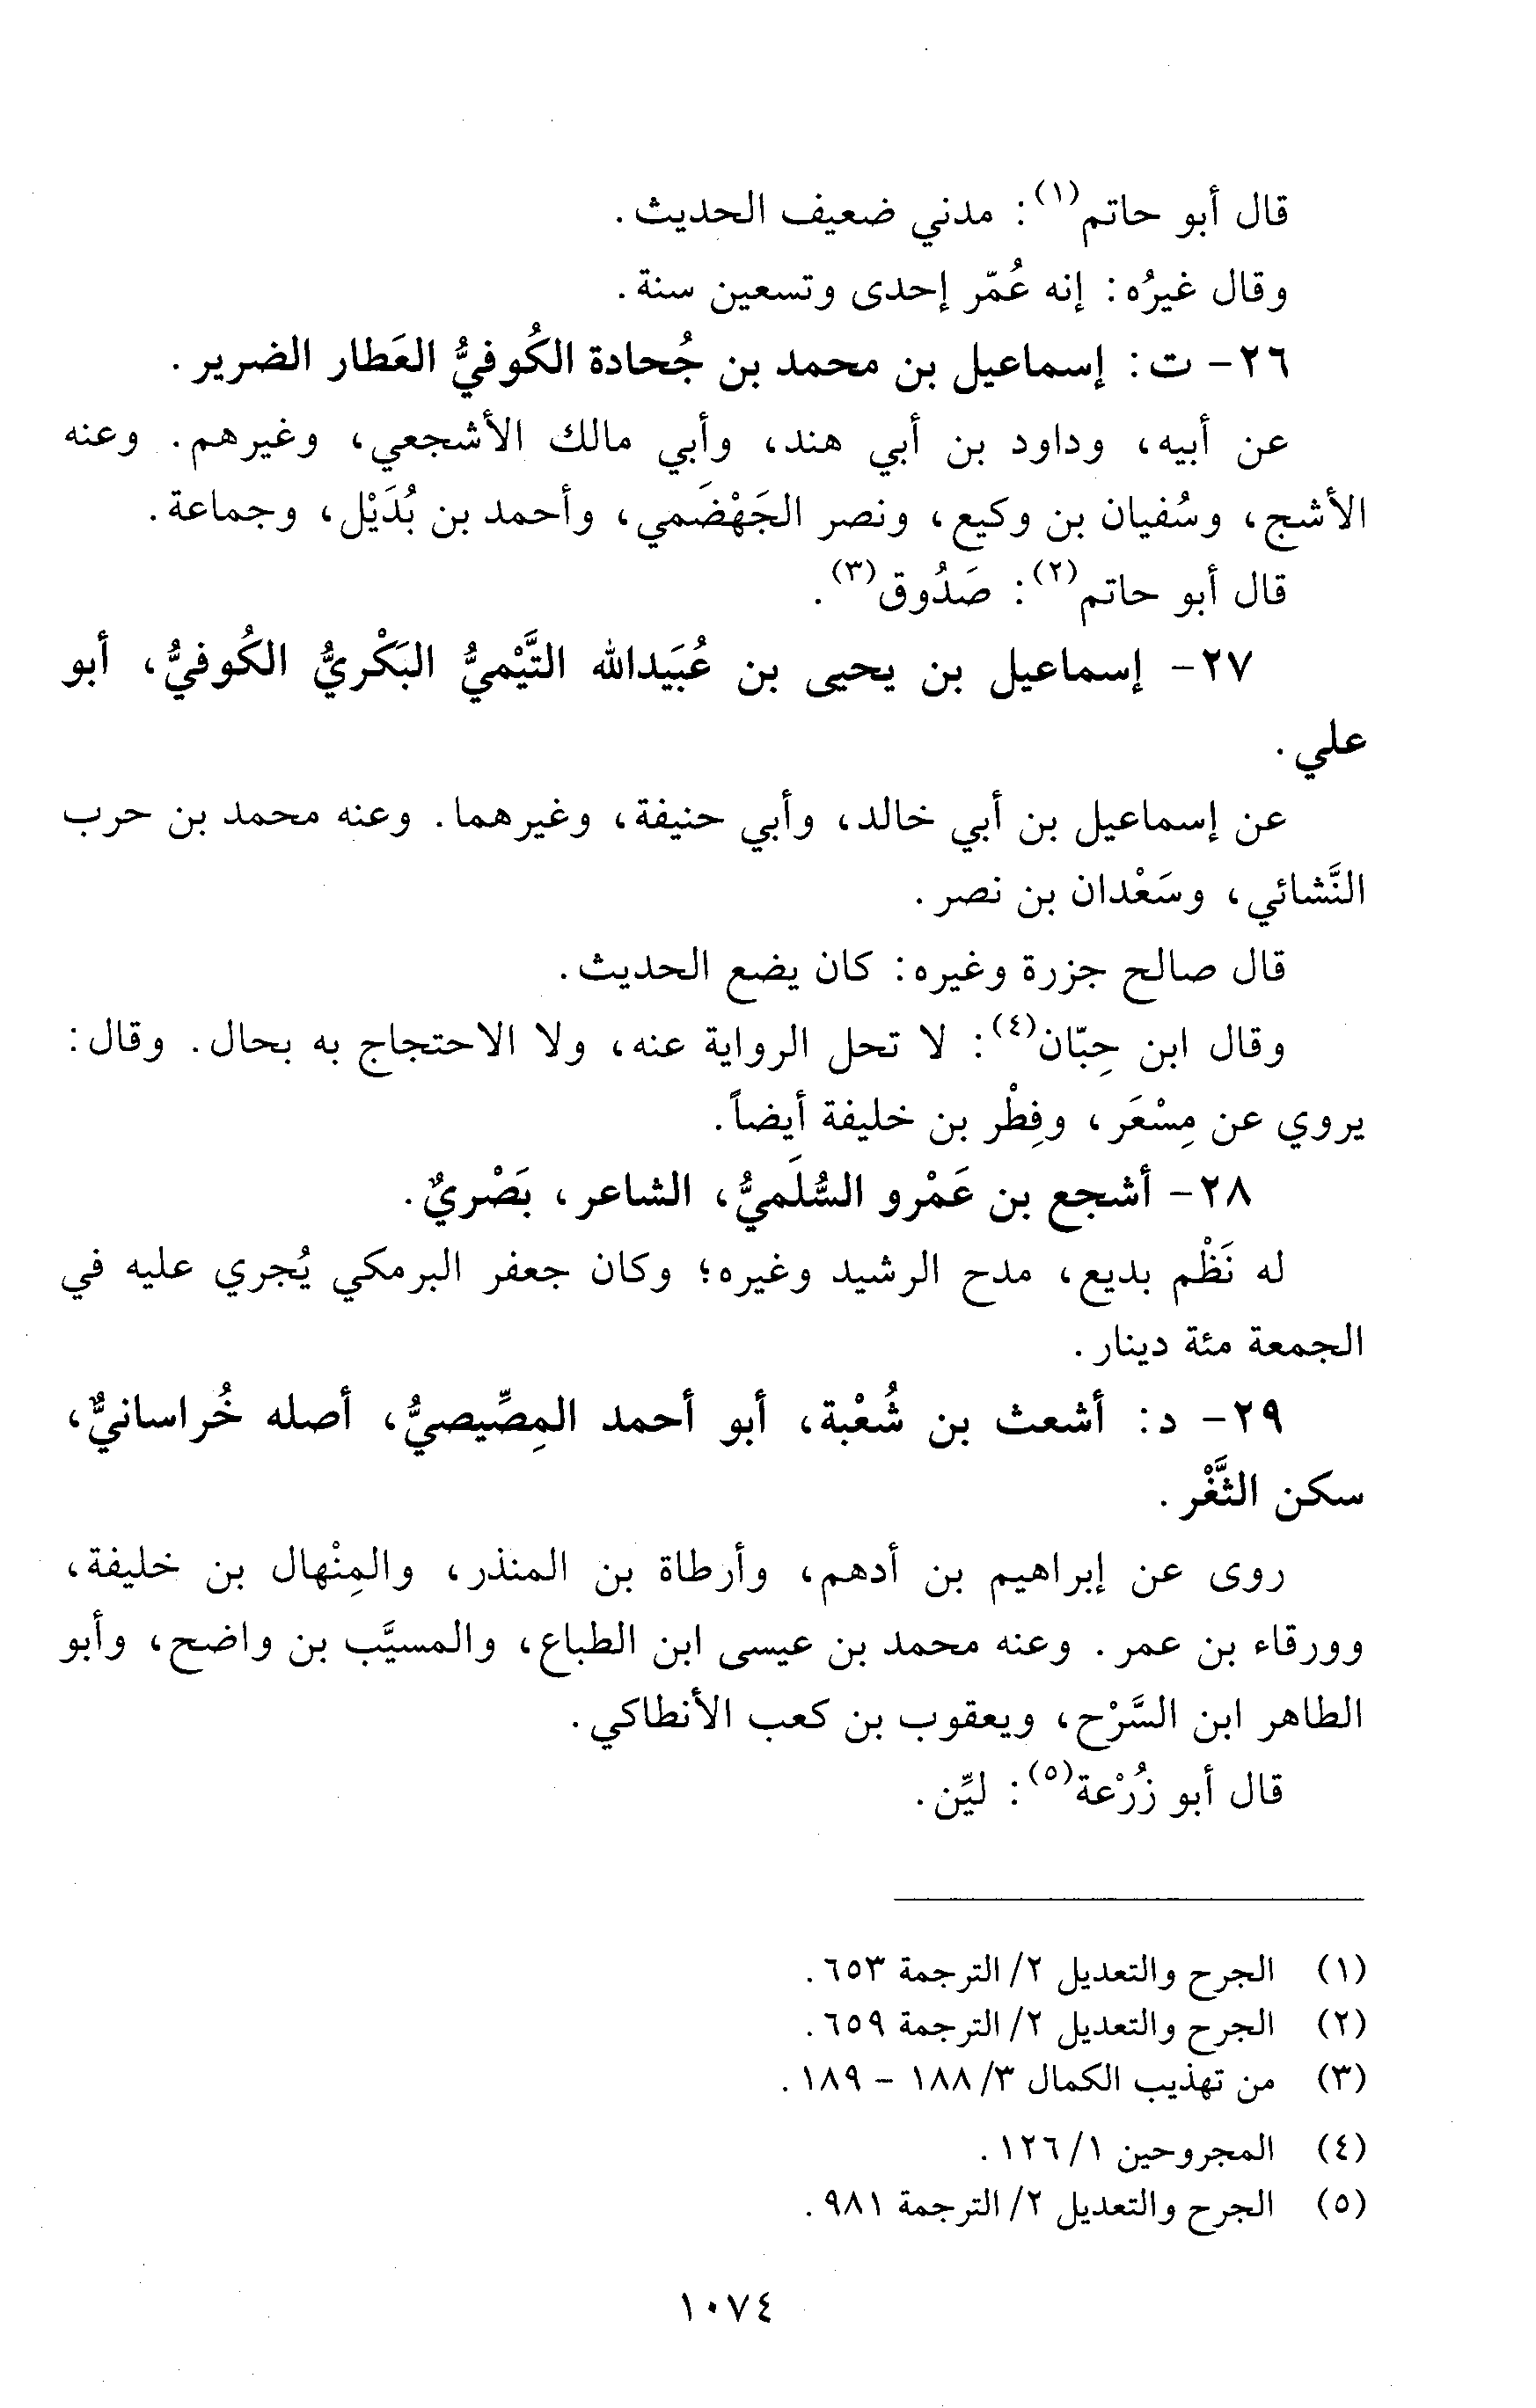 قال أبو حاتم(١): مدني ضعيف الحديث.
وقال غيرُه: إنه عُمّر إحدى وتسعين سنة.
٢٦- ت: إسماعيل بن محمد بن جُحادة الكُوفيُّ العَطار الضرير.
عن أبيه، وداود بن أبي هند، وأبي مالك الأشجعي، وغيرهم. وعنه
الأشج، وسُفيان بن وكيع، ونصر الجَهْضَمي، وأحمد بن بُدَيْل، وجماعة.
قال أبو حاتم(٢): صَدُوق(٣).
٢٧- إسماعيل بن يحيى بن عُبَيدالله التَّيْميُّ البَكْريُّ الكُوفيُّ، أبو
علي.
عن إسماعيل بن أبي خالد، وأبي حنيفة، وغيرهما. وعنه محمد بن حرب
النَّشائي، وسَعْدان بن نصر.
قال صالح جزرة وغيره: كان يضع الحديث.
وقال ابن حِبّان(٤): لا تحل الرواية عنه، ولا الاحتجاج به بحال. وقال:
يروي عن مِسْعَر، وفِطْر بن خليفة أيضاً.
٢٨- أشجع بن عَمْرو السُّلَميُّ، الشاعر، بَصْريٌ.
له نَظْم بديع، مدح الرشيد وغيره؛ وكان جعفر البرمكي يُجري عليه في
الجمعة مئة دينار.
٢٩- د: أشعث بن شُعْبة، أبو أحمد المِصِّيصيُّ، أصله خُراسانيٌّ،
سكن الثَّغْر.
روى عن إبراهيم بن أدهم، وأرطاة بن المنذر، والمِنْهال بن خليفة،
وورقاء بن عمر. وعنه محمد بن عيسى ابن الطباع، والمسيَّب بن واضح، وأبو
الطاهر ابن السَّرْح، ويعقوب بن كعب الأنطاكي.
قال أبو زُرْعة(٥): ليِّن.
(١) الجرح والتعديل ٢/ الترجمة ٦٥٣.
(٢) الجرح والتعديل ٢/ الترجمة ٦٥٩.
(٣) من تهذيب الكمال ٣/ ١٨٨ - ١٨٩.
(٤) المجروحين ١/ ١٢٦.
(٥) الجرح والتعديل ٢/ الترجمة ٩٨١.
١٠٧٤